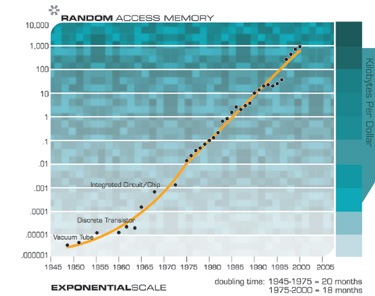 * RANDOM ACCESS MEMORY
10,000
1,000
100
10
1
.1
.01
.001
.0001
.00001
.000001
Kilobytes Per Dollar
Integrated Circuit/Chip
Discrete Transistor
Vacuum Tube
1945 1950 1955 1960 1965 1970 1975 1980 1985 1990 1995 2000 2005
EXPONENTIALSCALE
doubling time: 1945-1975 = 20 months
1975-2000 = 18 months